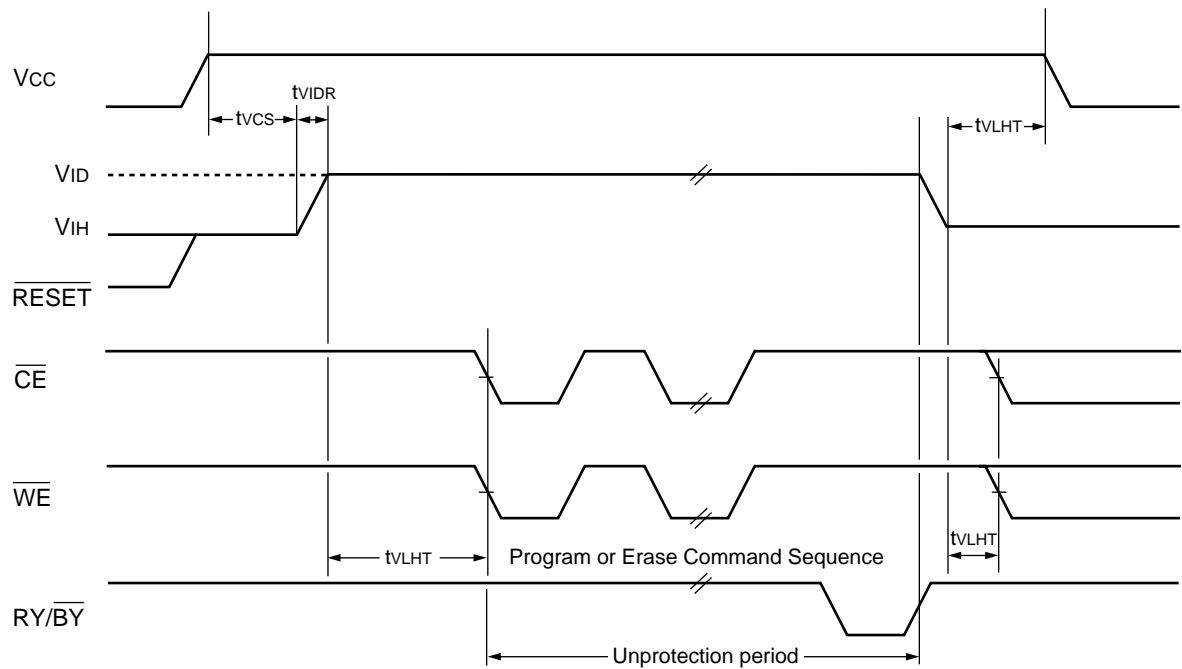 VCC
tVIDR
tVCS
tVLHT
VID
VIH
RESET
CE
WE
tVLHT
Program or Erase Command Sequence
tVLHT
RY/BY
Unprotection period